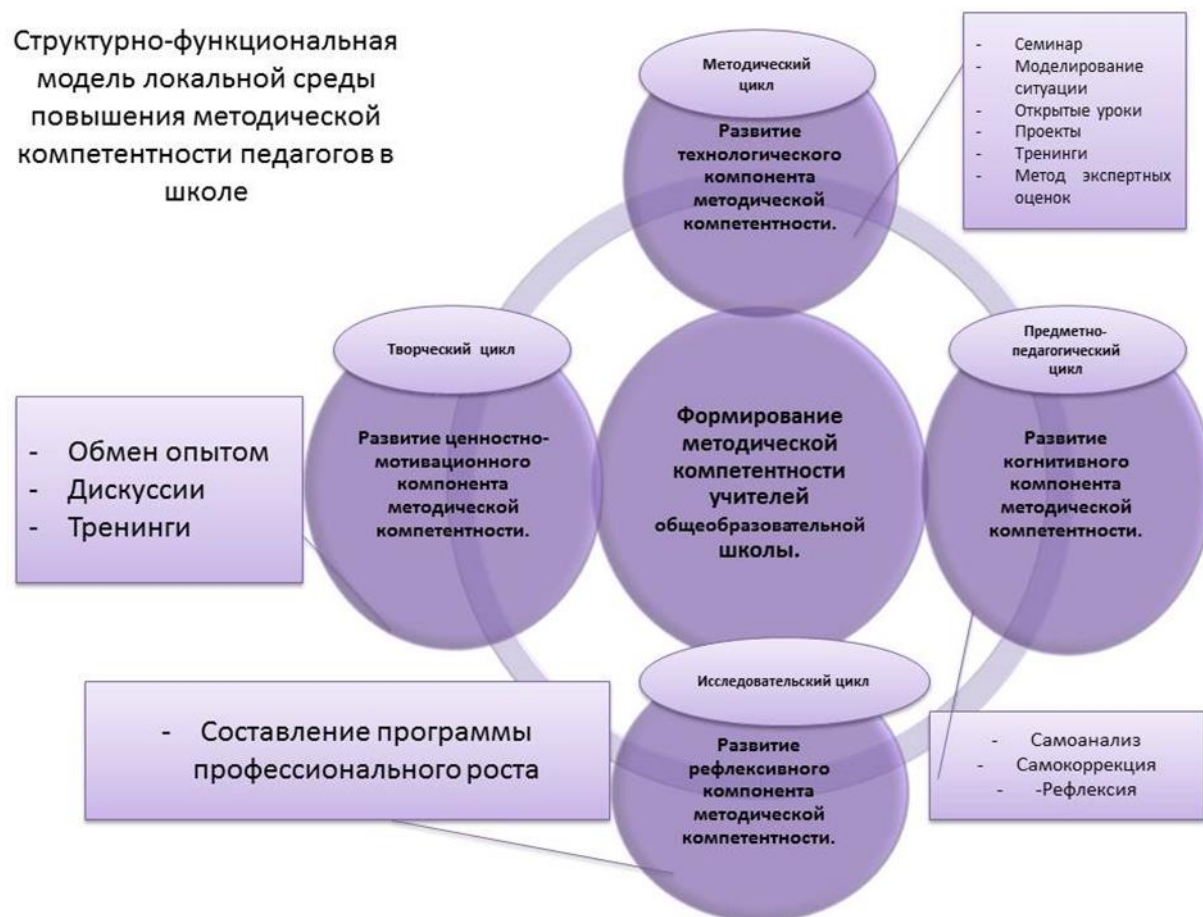 Структурно-функциональная
модель локальной среды
повышения методической
компетентности педагогов в
школе
Методический
цикл
Развитие
технологического
компонента
методической
компетентности.
- Семинар
- Моделирование
ситуации
- Открытые уроки
- Проекты
- Тренинги
- Метод экспертных
оценок
Творческий цикл
Развитие ценностно-
мотивационного
компонента
методической
компетентности.
- Обмен опытом
- Дискуссии
- Тренинги
Формирование
методической
компетентности
учителей
общеобразовательной
школы.
Предметно-
педагогический
цикл
Развитие
когнитивного
компонента
методической
компетентности.
- Самоанализ
- Самокоррекция
- -Рефлексия
Исследовательский цикл
Развитие
рефлексивного
компонента
методической
компетентности.
- Составление программы
профессионального роста